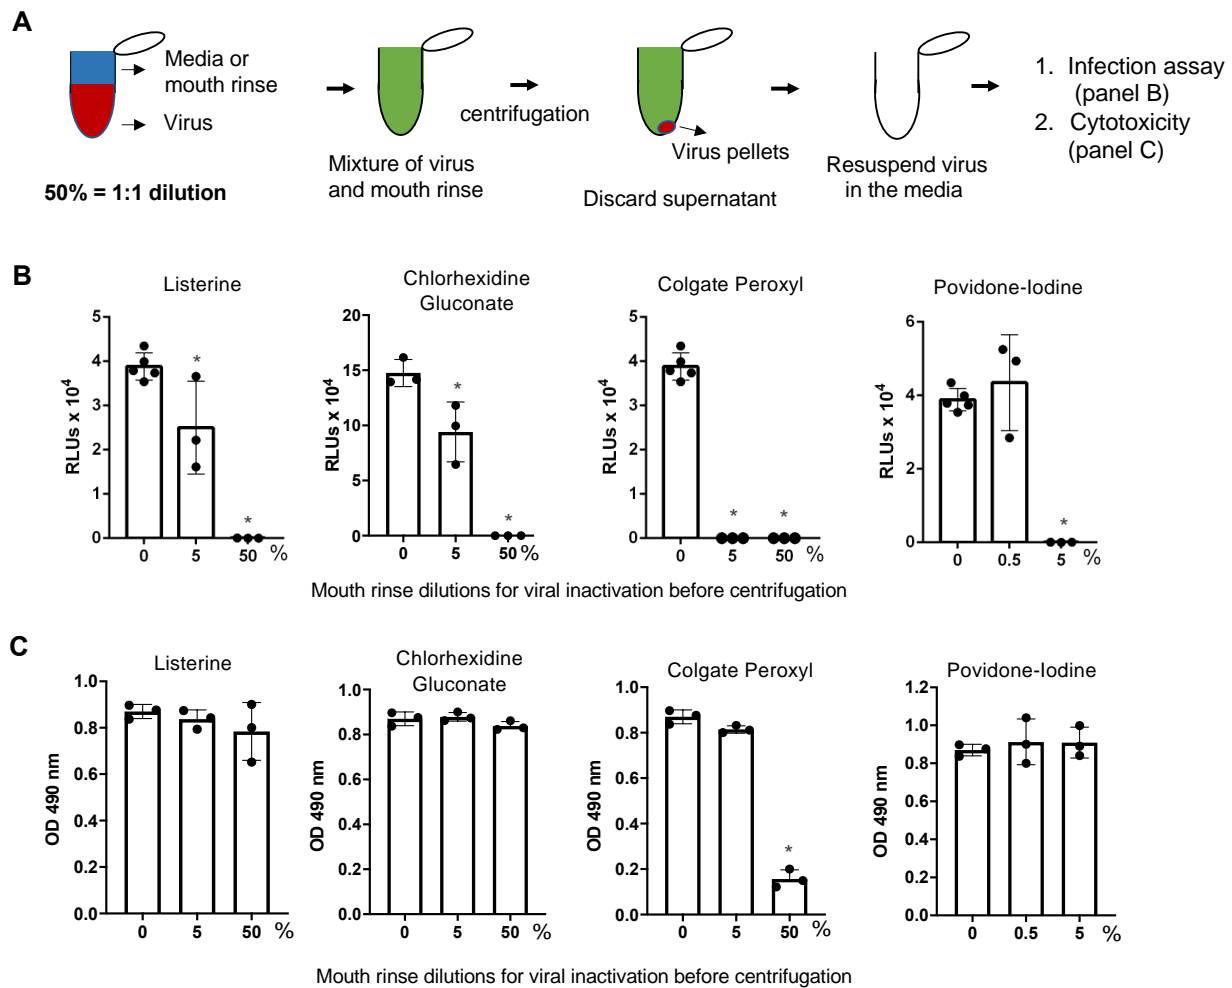 A
Media or
mouth rinse
Virus
50% = 1:1 dilution
Mixture of virus
and mouth rinse
centrifugation
Virus pellets
Discard supernatant
Resuspend virus
in the media
1. Infection assay
(panel B)
2. Cytotoxicity
(panel C)
B
Listerine
RLUs x 10⁴
5
4
3
2
1
0
*
*
0 5 50 %
Chlorhexidine
Gluconate
RLUs x 10⁴
20
15
10
5
0
*
*
0 5 50 %
Colgate Peroxyl
RLUs x 10⁴
5
4
3
2
1
0
* *
0 5 50 %
Povidone-Iodine
RLUs x 10⁴
6
4
2
0
*
0 0.5 5 %
Mouth rinse dilutions for viral inactivation before centrifugation
C
Listerine
OD 490 nm
1.0
0.8
0.6
0.4
0.2
0.0
0 5 50 %
Chlorhexidine
Gluconate
OD 490 nm
1.0
0.8
0.6
0.4
0.2
0.0
0 5 50 %
Colgate Peroxyl
OD 490 nm
1.0
0.8
0.6
0.4
0.2
0.0
*
0 5 50 %
Povidone-Iodine
OD 490 nm
1.2
1.0
0.8
0.6
0.4
0.2
0.0
0 0.5 5 %
Mouth rinse dilutions for viral inactivation before centrifugation